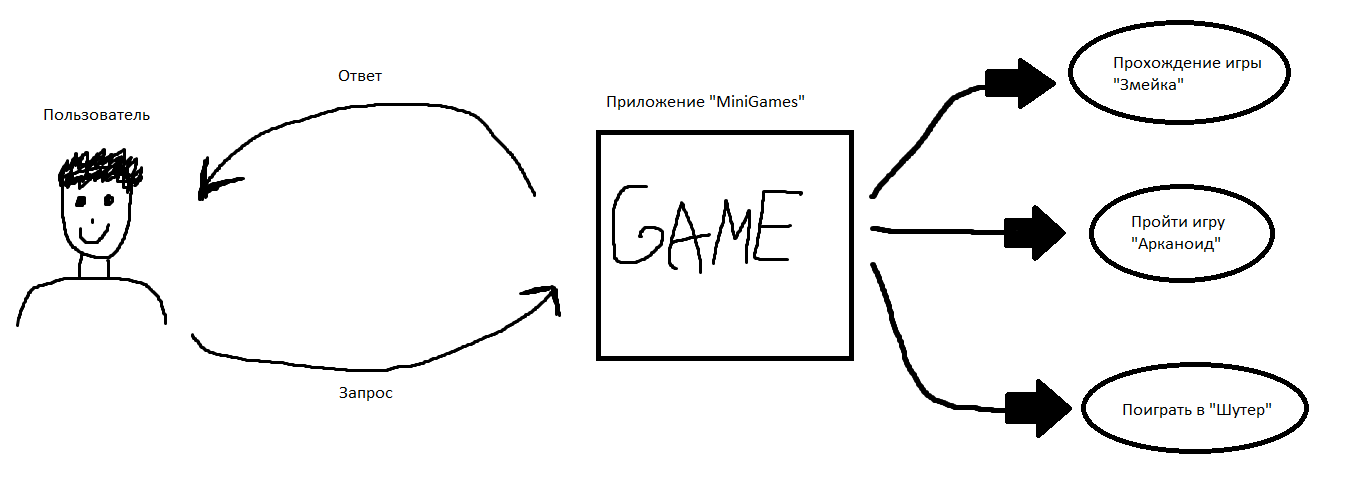 Ответ
Пользователь
Запрос
Приложение "MiniGames"
GAME
Прохождение игры
"Змейка"
Пройти игру
"Арканоид"
Поиграть в "Шутер"